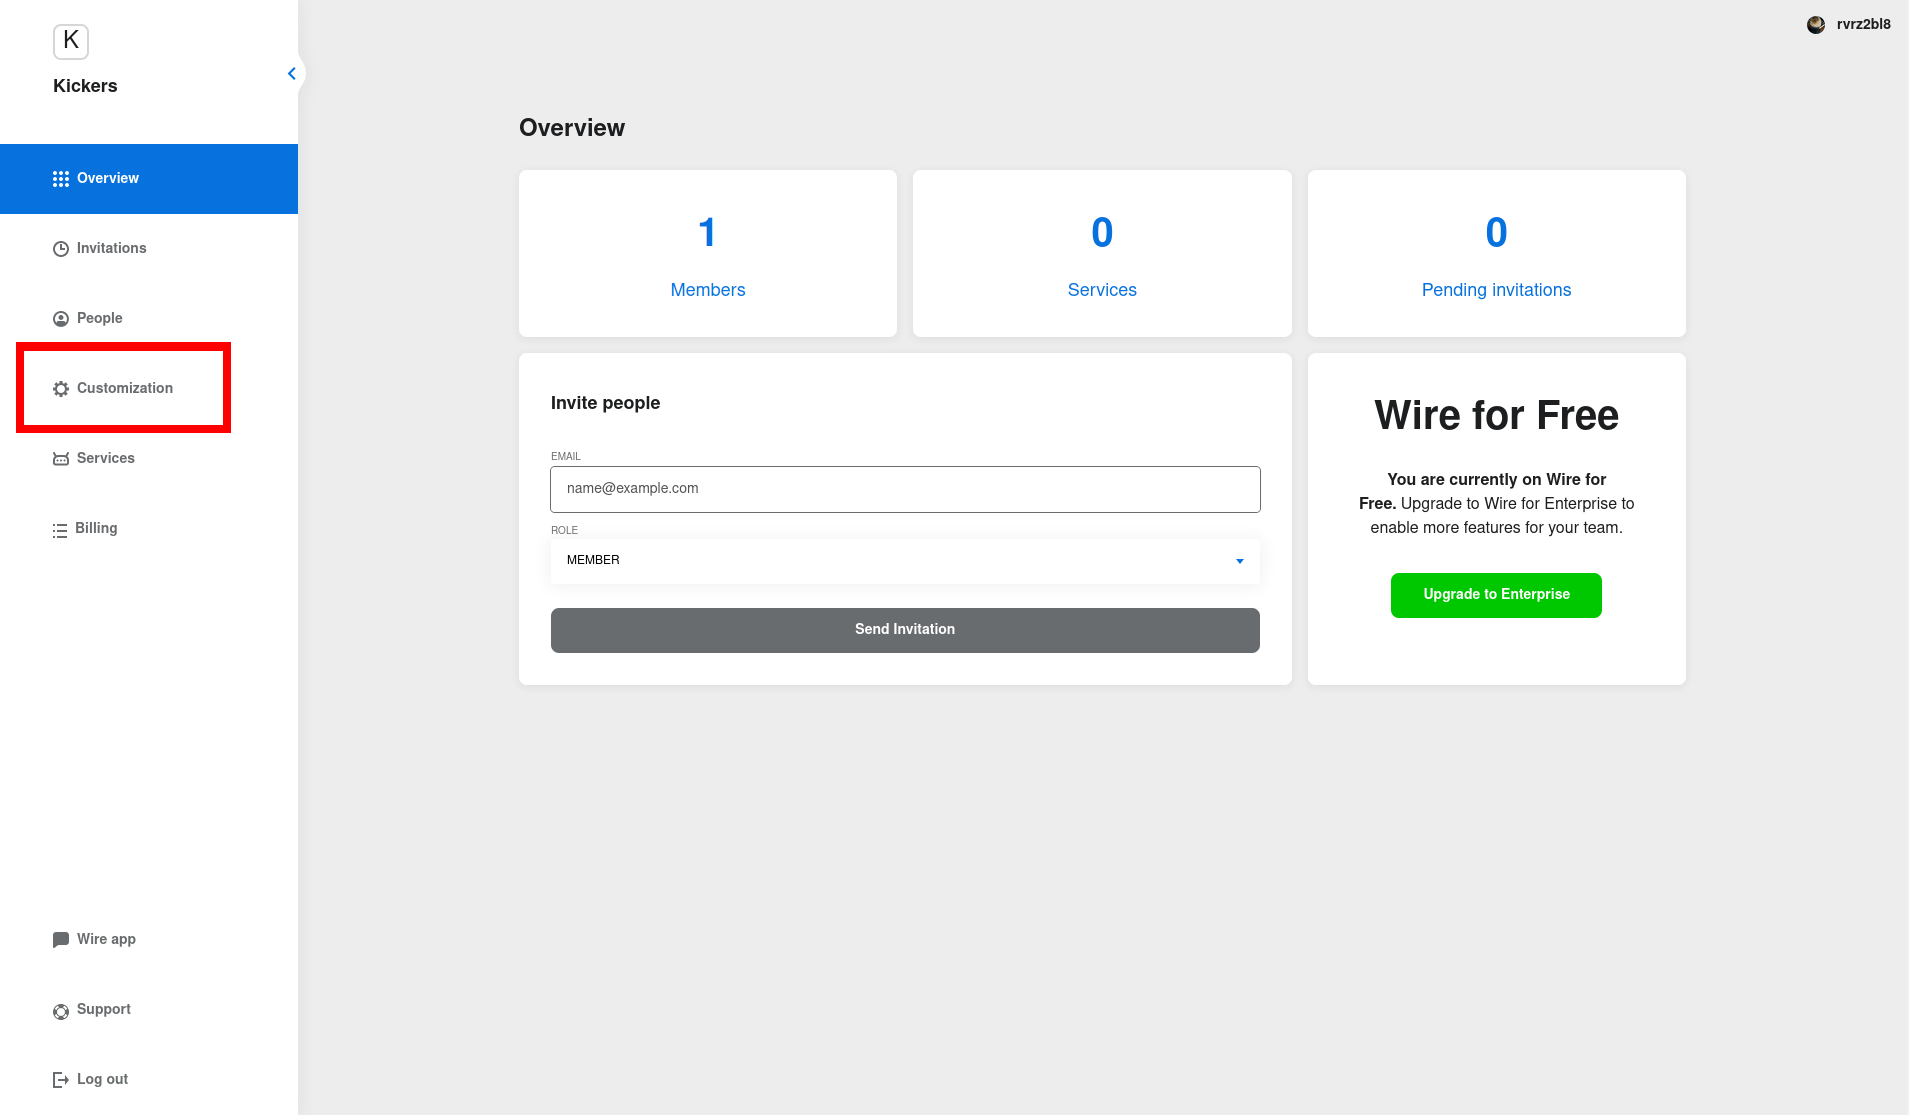 K
Kickers
Overview
Invitations
People
Customization
Services
Billing
Wire app
Support
Log out
rvrz2bl8
Overview
1
Members
0
Services
0
Pending invitations
Invite people
EMAIL
name@example.com
ROLE
MEMBER
Send Invitation
Wire for Free
You are currently on Wire for
Free. Upgrade to Wire for Enterprise to
enable more features for your team.
Upgrade to Enterprise